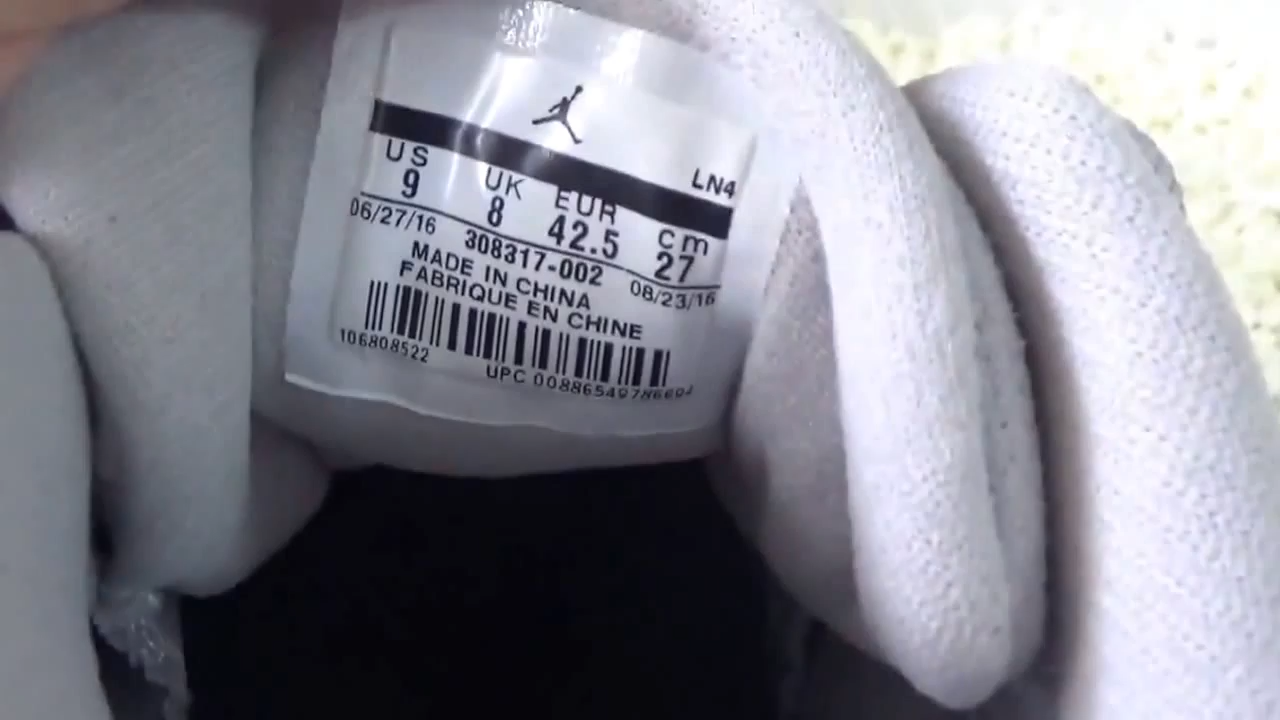 LN4
US UK EUR cm
9 8 42.5 27
06/27/16 308317-002 08/23/16
MADE IN CHINA
FABRIQUE EN CHINE
106808522
UPC